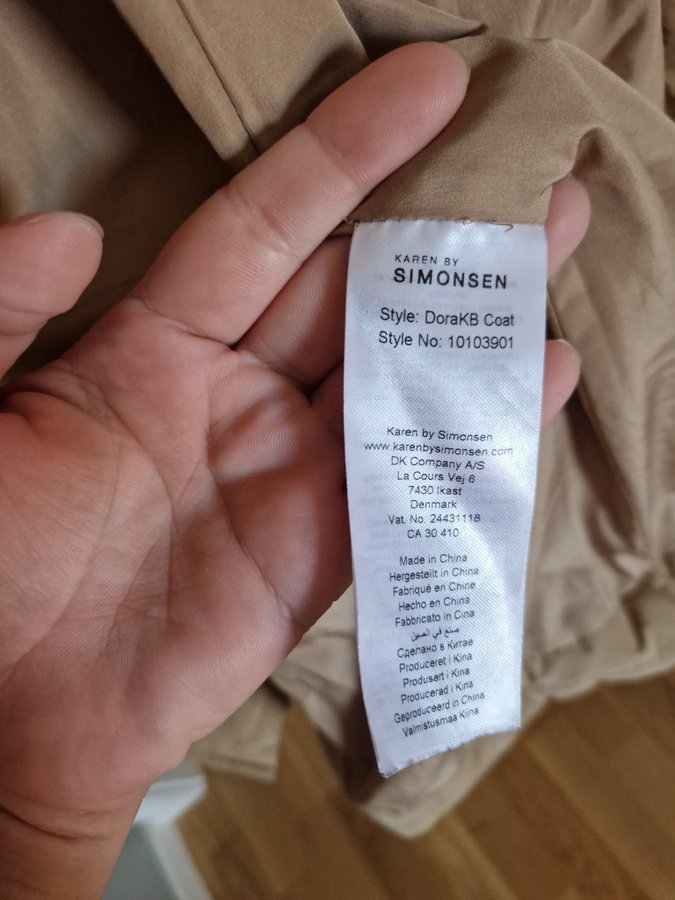 KAREN BY
SIMONSEN
Style: DoraKB Coat
Style No: 10103901
Karen by Simonsen
www.karenbysimonsen.com
DK Company A/S
La Cours Vej 6
7430 Ikast
Denmark
Vat. No. 24431118
CA 30 410
Made in China
Hergestellt in China
Fabriqué en Chine
Hecho en China
Fabbricato in Cina
صنع في الصين
Сделано в Китае
Produceret i Kina
Produsert i Kina
Producerad i Kina
Geproduceerd in China
Valmistusmaa Kiina